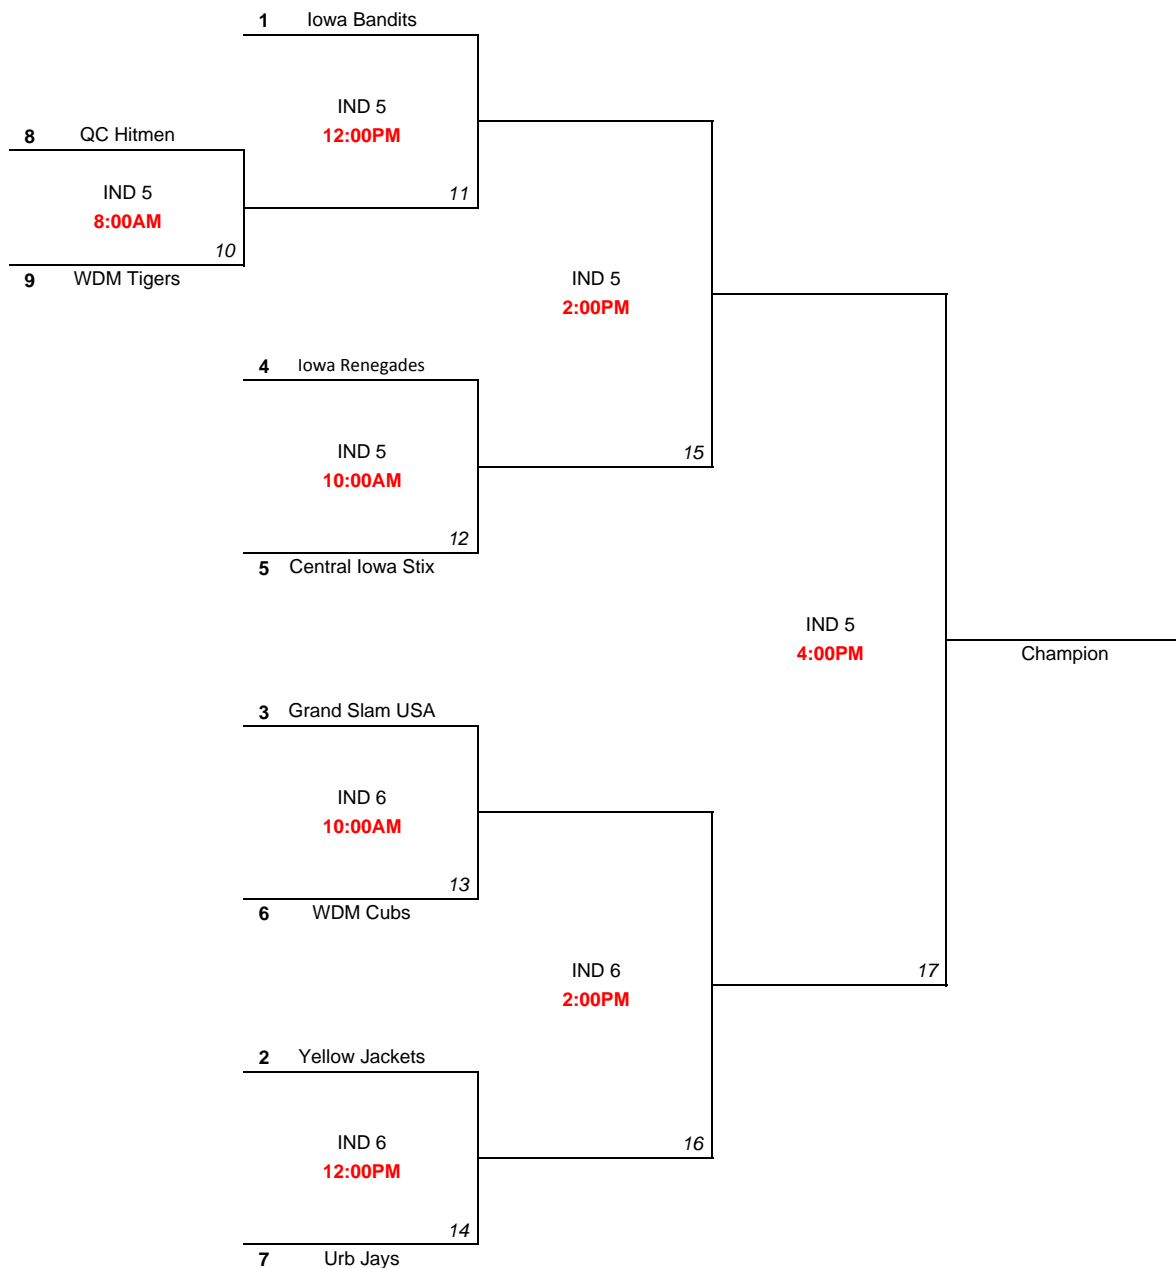 1 Iowa Bandits
IND 5
12:00PM
8 QC Hitmen
IND 5
8:00AM
11
10
9 WDM Tigers
IND 5
2:00PM
4 Iowa Renegades
IND 5
10:00AM
15
12
5 Central Iowa Stix
IND 5
4:00PM
Champion
3 Grand Slam USA
IND 6
10:00AM
13
6 WDM Cubs
IND 6
2:00PM
17
2 Yellow Jackets
IND 6
12:00PM
16
14
7 Urb Jays